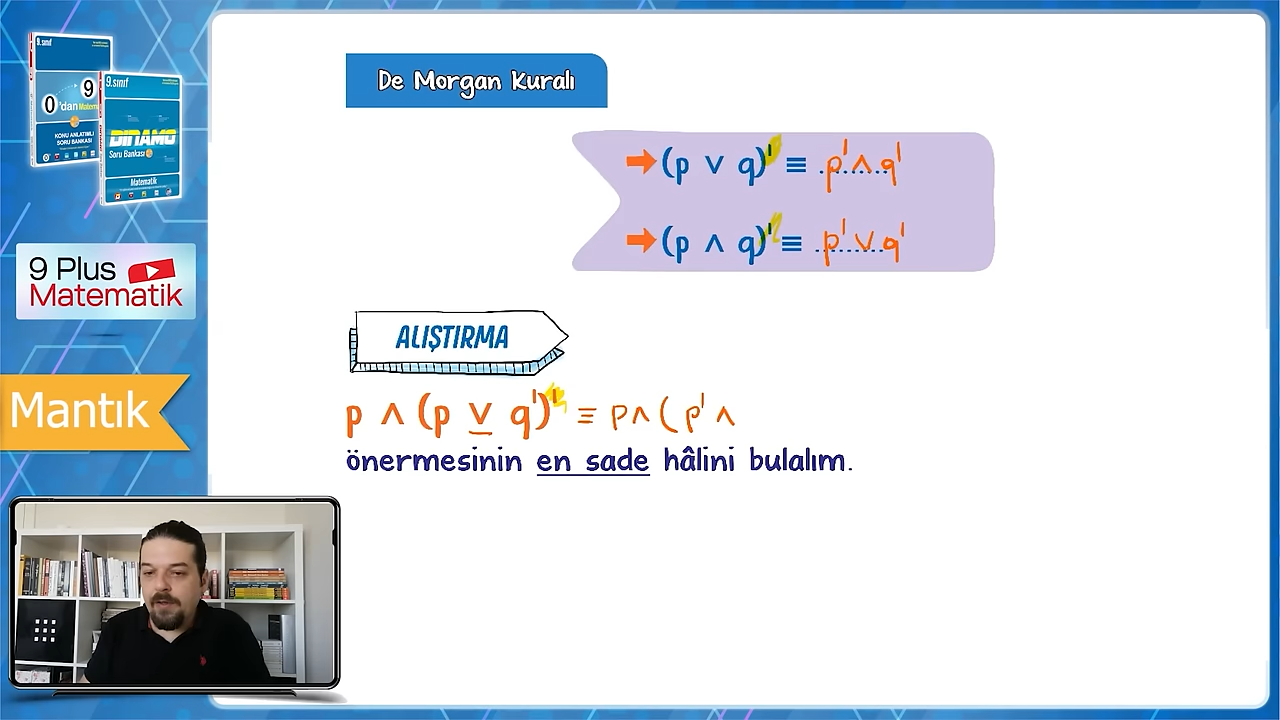 9.sınıf
0'dan 9
Matematik
KONU ANLATIMLI
SORU BANKASI
9.sınıf
DİNAMO
Soru Bankası
Matematik
9 Plus
Matematik
Mantık
De Morgan Kuralı
(p ∨ q)' ≡ p' ∧ q'
(p ∧ q)' ≡ p' ∨ q'
ALIŞTIRMA
p ∧ (p ∨ q')' ≡ p ∧ ( p' ∧
önermesinin en sade hâlini bulalım.